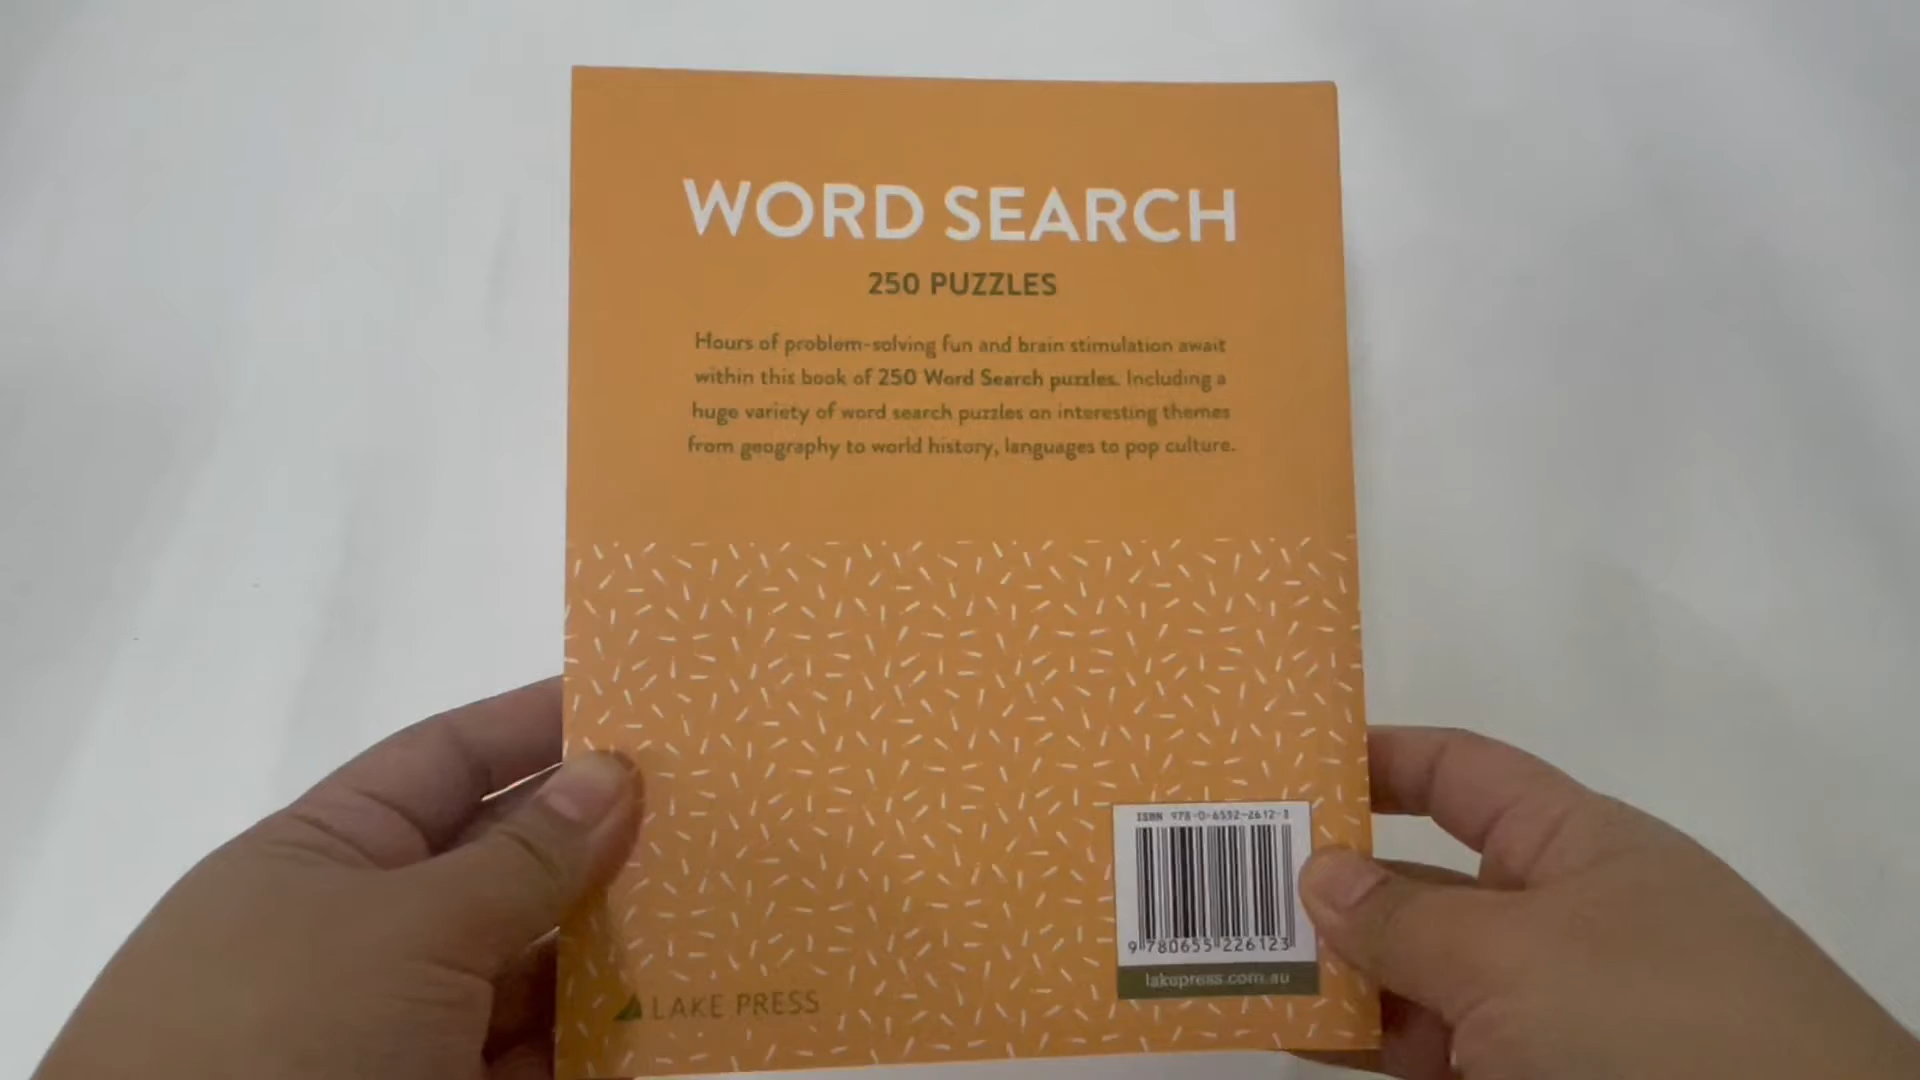 WORD SEARCH
250 PUZZLES
Hours of problem-solving fun and brain stimulation await
within this book of 250 Word Search puzzles. Including a
huge variety of word search puzzles on interesting themes
from geography to world history, languages to pop culture.
ISBN 978-0-6552-2612-3
9 780655 226123
lakepress.com.au
LAKE PRESS